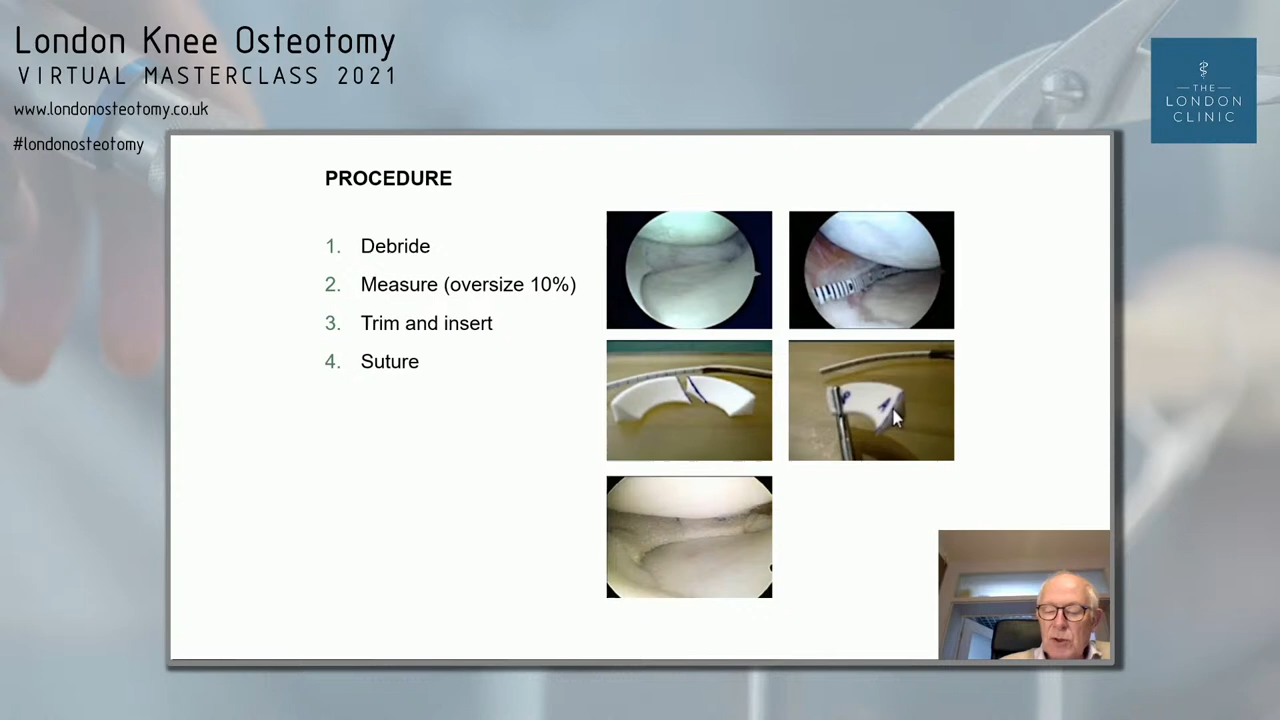 London Knee Osteotomy
VIRTUAL MASTERCLASS 2021
www.londonosteotomy.co.uk
#londonosteotomy
THE
LONDON
CLINIC
PROCEDURE
1. Debride
2. Measure (oversize 10%)
3. Trim and insert
4. Suture